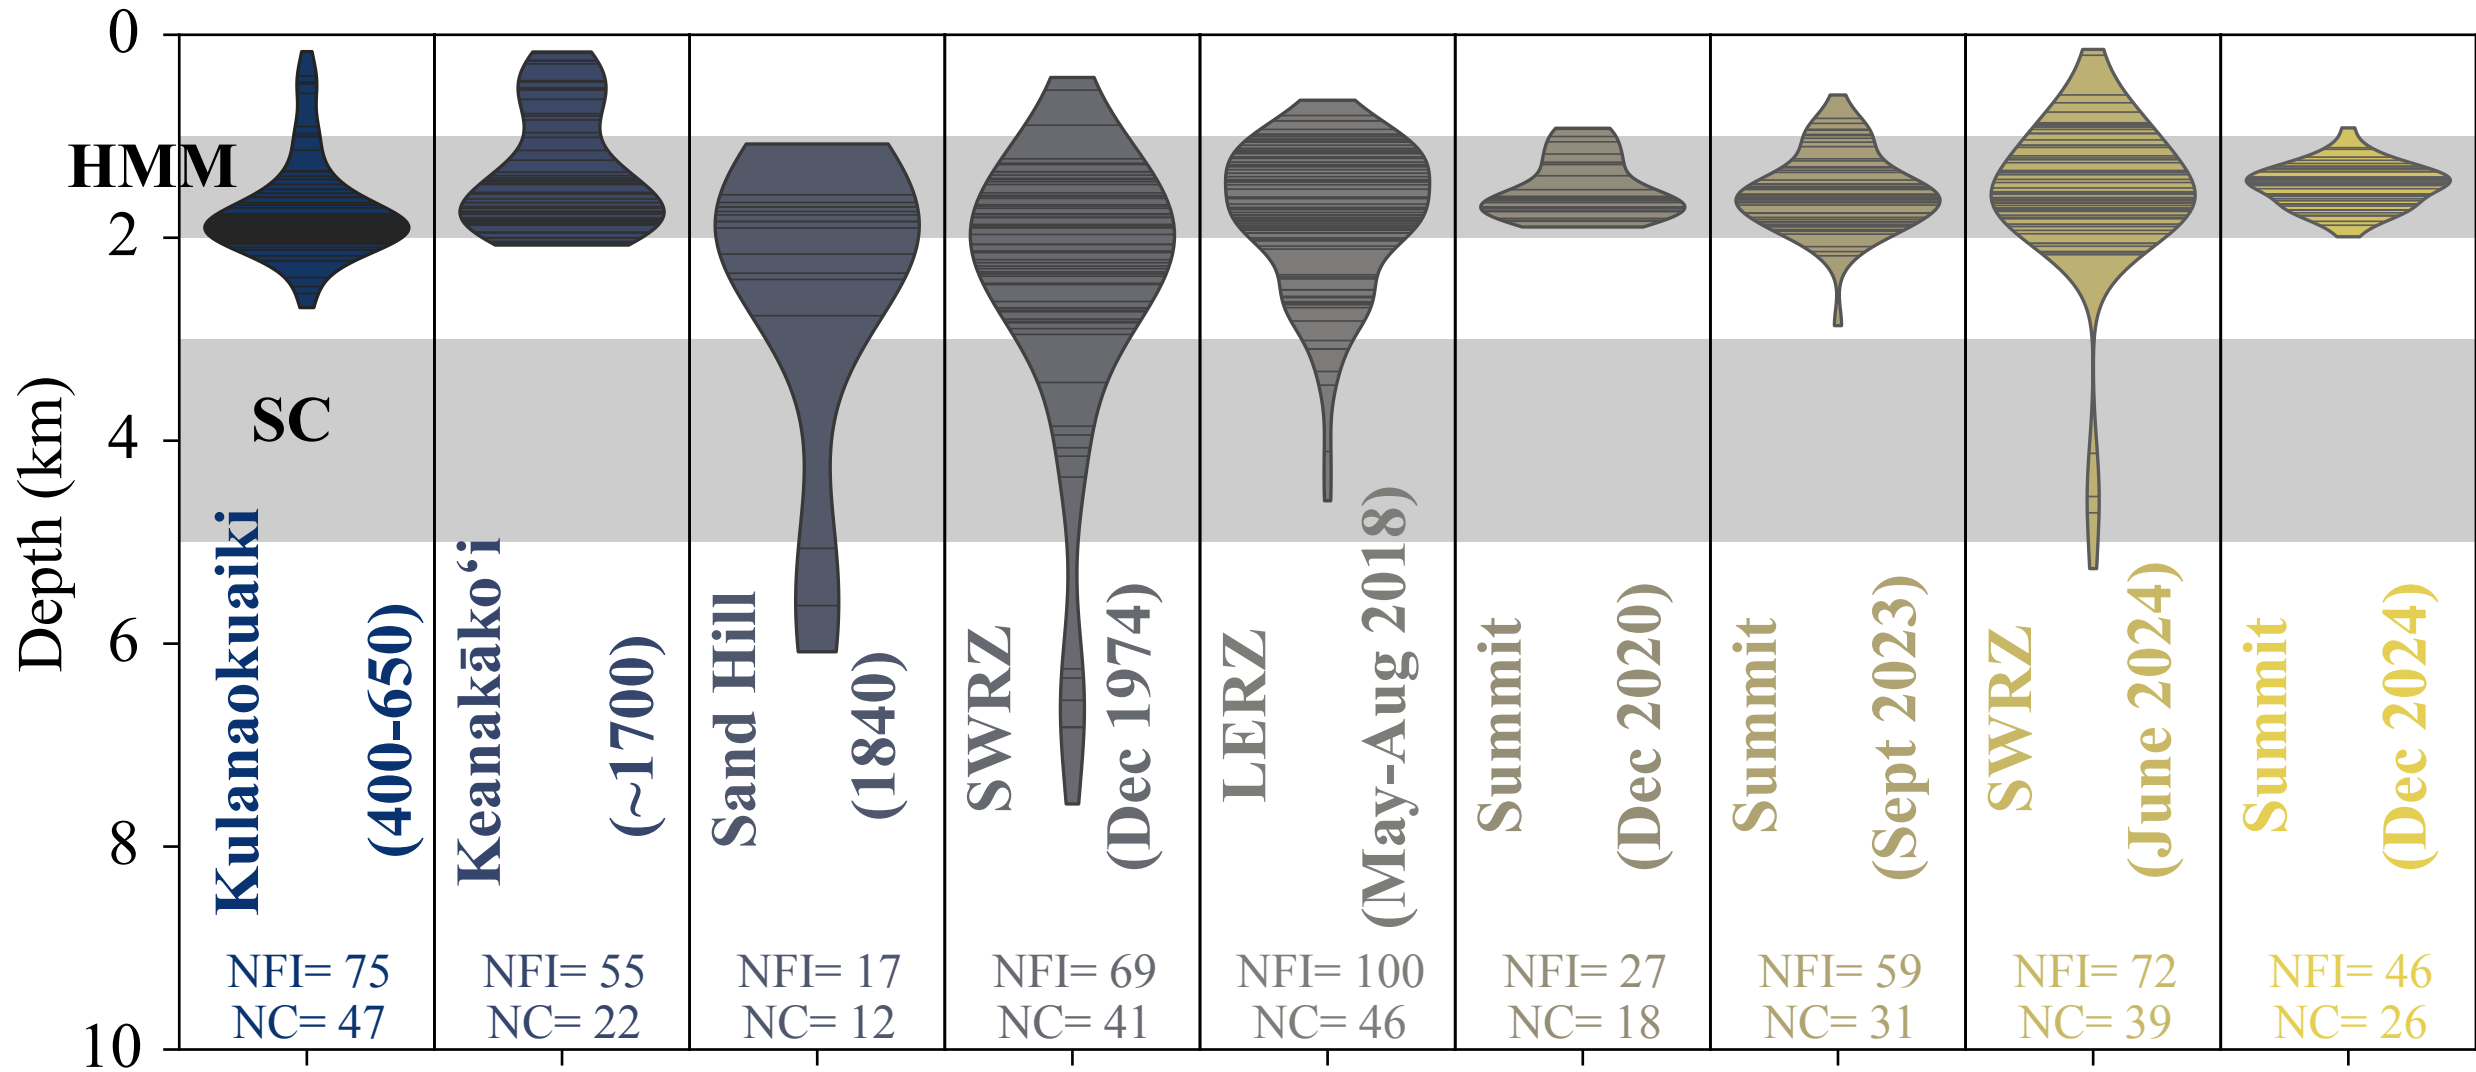 0
2
4
6
8
10
Depth (km)
HMM
SC
Kulanaokuaiki
(400-650)
NFI= 75
NC= 47
Keanakākoʻi
(~1700)
NFI= 55
NC= 22
Sand Hill
(1840)
NFI= 17
NC= 12
SWRZ
(Dec 1974)
NFI= 69
NC= 41
LERZ
(May-Aug 2018)
NFI= 100
NC= 46
Summit
(Dec 2020)
NFI= 27
NC= 18
Summit
(Sept 2023)
NFI= 59
NC= 31
SWRZ
(June 2024)
NFI= 72
NC= 39
Summit
(Dec 2024)
NFI= 46
NC= 26